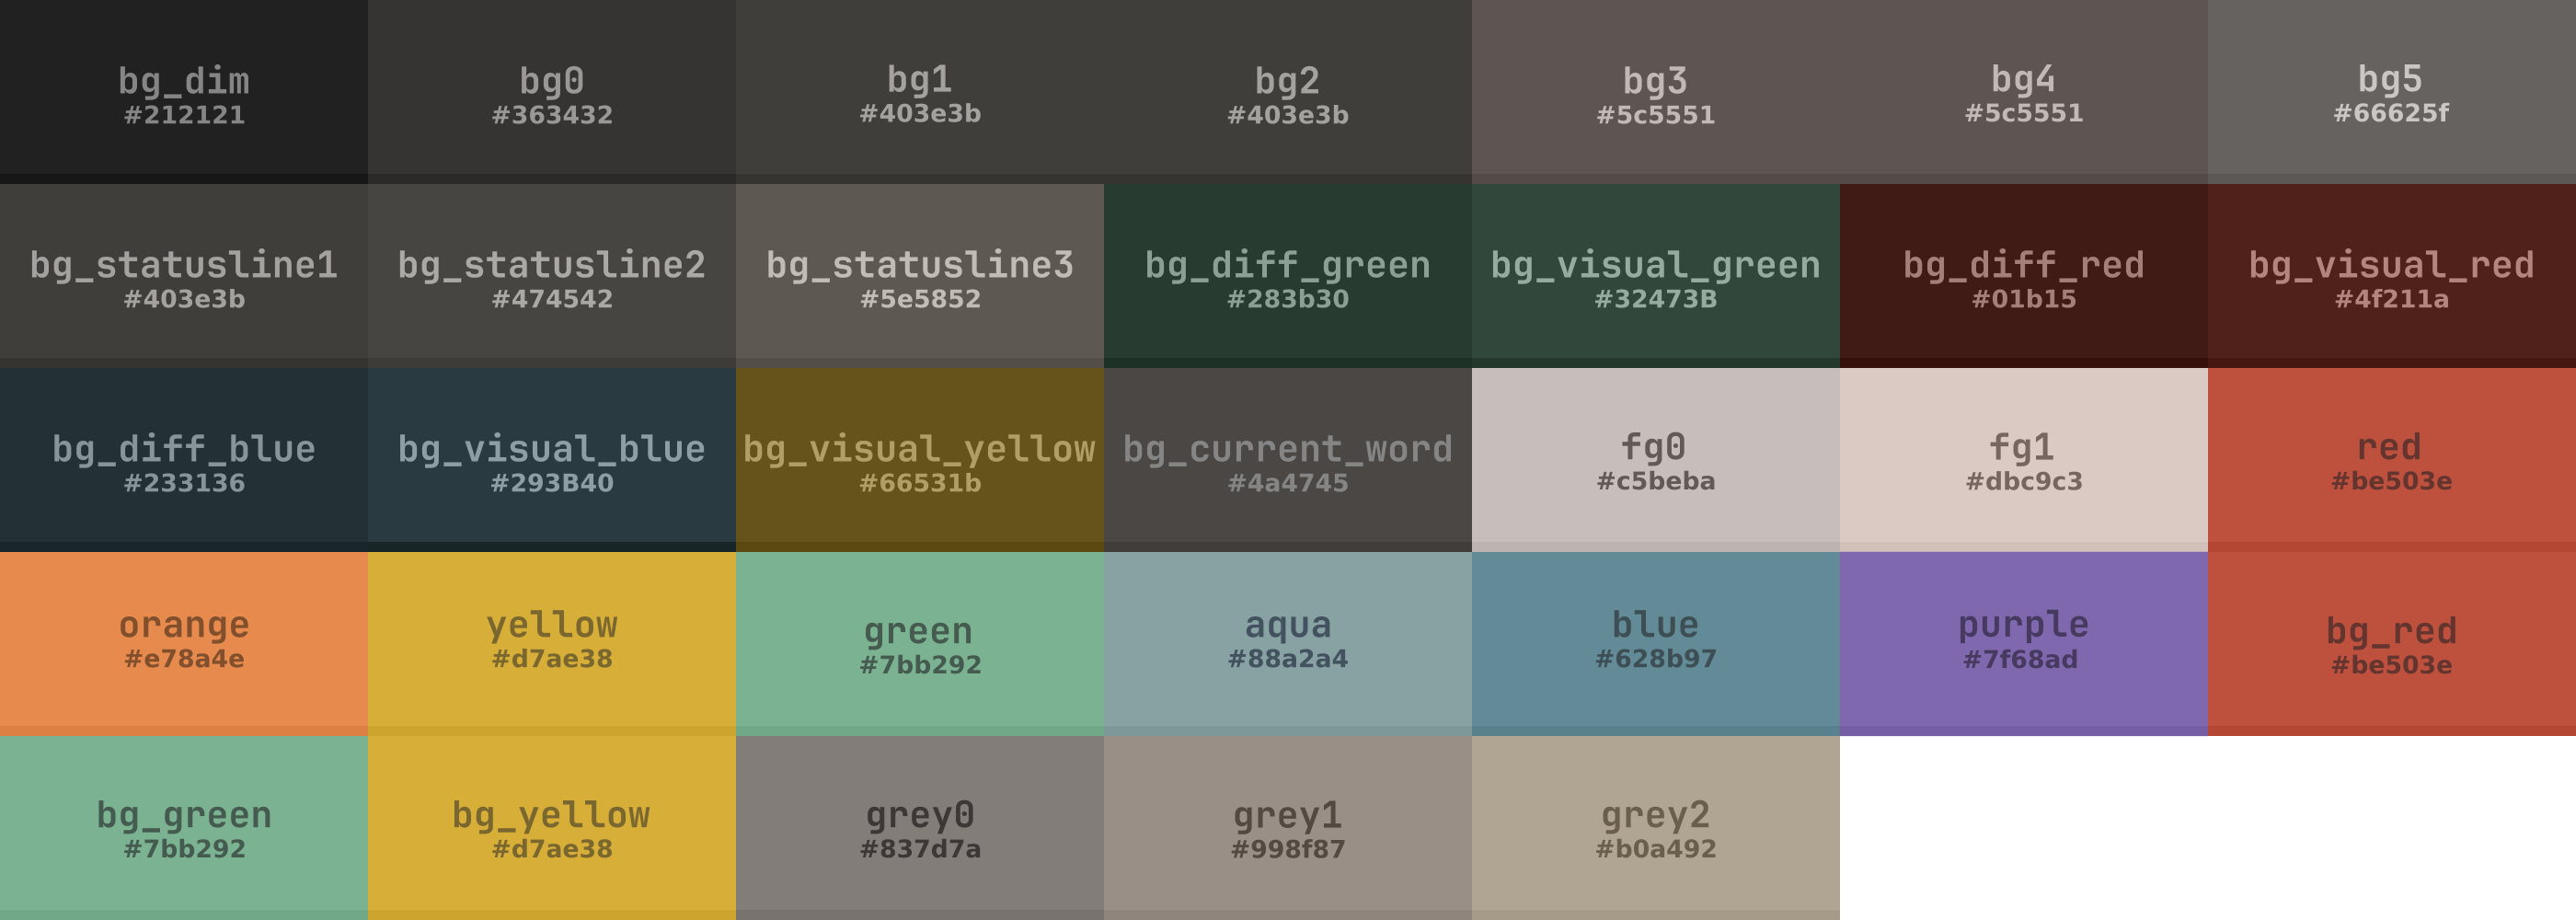 bg_dim
#212121
bg0
#363432
bg1
#403e3b
bg2
#403e3b
bg3
#5c5551
bg4
#5c5551
bg5
#66625f
bg_statusline1
#403e3b
bg_statusline2
#474542
bg_statusline3
#5e5852
bg_diff_green
#283b30
bg_visual_green
#32473B
bg_diff_red
#01b15
bg_visual_red
#4f211a
bg_diff_blue
#233136
bg_visual_blue
#293B40
bg_visual_yellow
#66531b
bg_current_word
#4a4745
fg0
#c5beba
fg1
#dbc9c3
red
#be503e
orange
#e78a4e
yellow
#d7ae38
green
#7bb292
aqua
#88a2a4
blue
#628b97
purple
#7f68ad
bg_red
#be503e
bg_green
#7bb292
bg_yellow
#d7ae38
grey0
#837d7a
grey1
#998f87
grey2
#b0a492